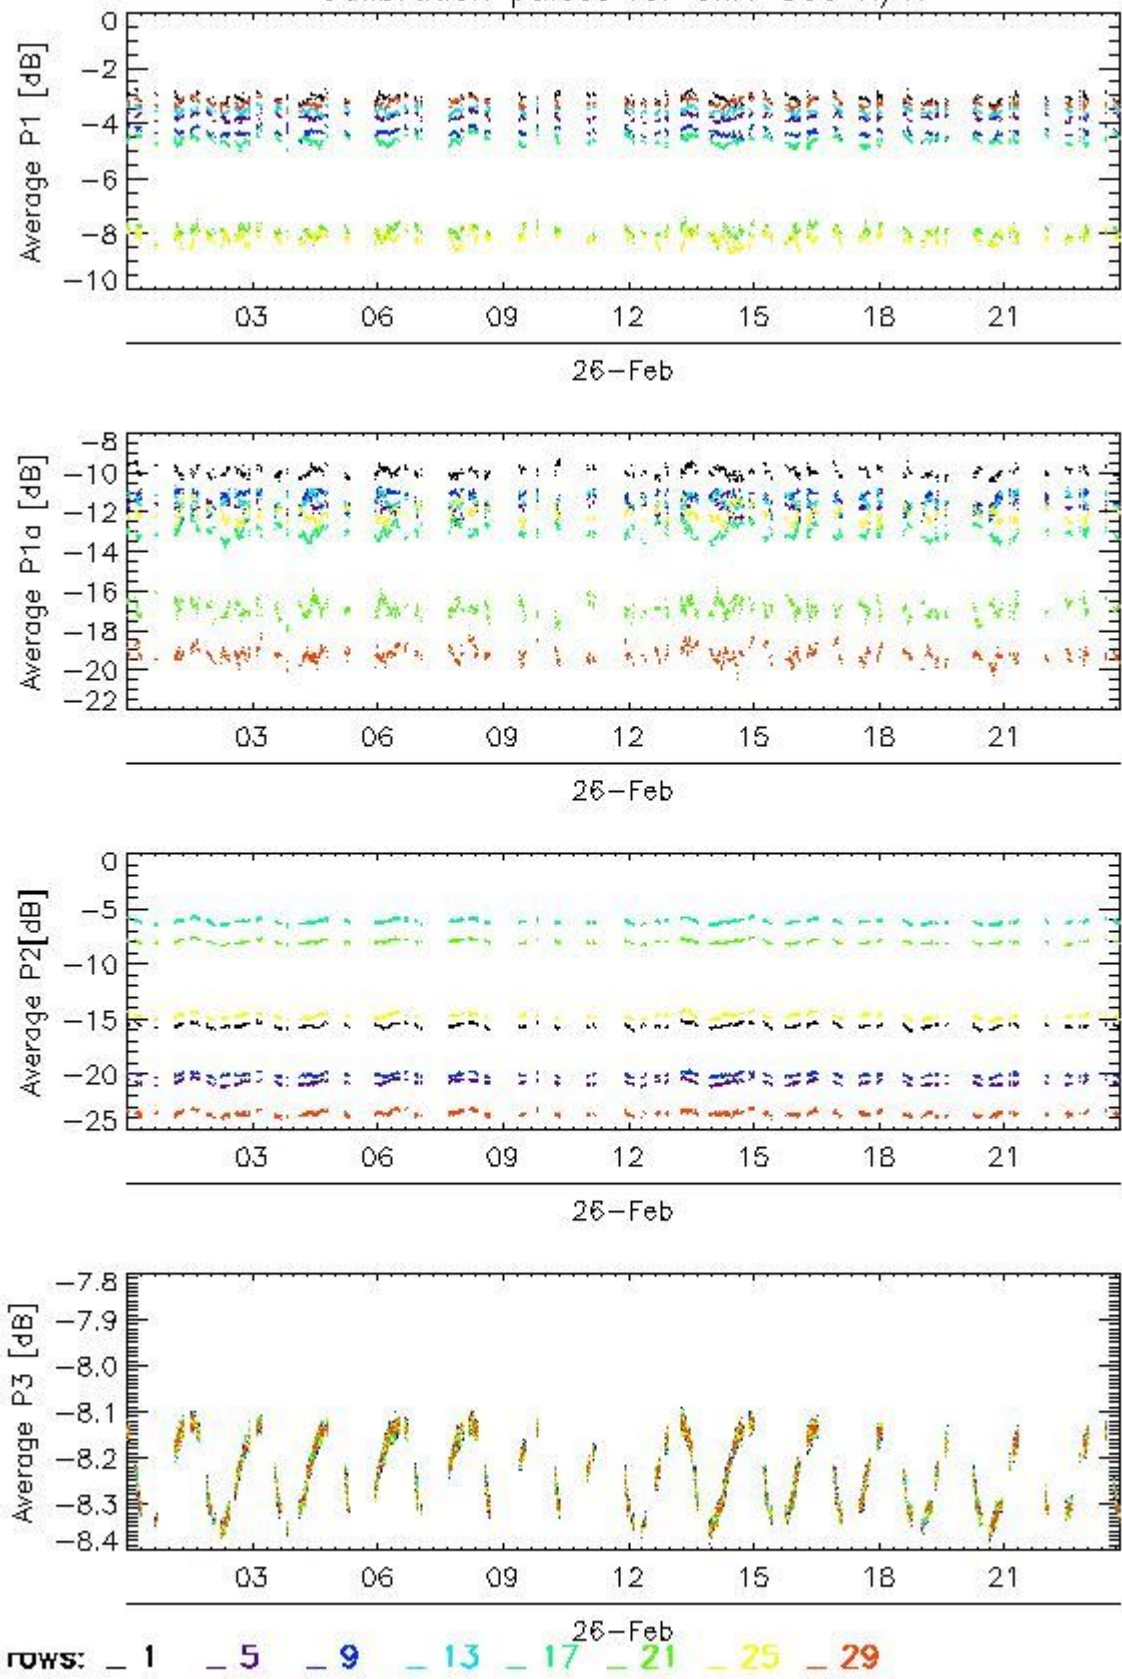 0
−2
−4
−6
−8
−10
Average P1 [dB]
03 06 09 12 15 18 21
26−Feb
−8
−10
−12
−14
−16
−18
−20
−22
Average P1a [dB]
03 06 09 12 15 18 21
26−Feb
0
−5
−10
−15
−20
−25
Average P2[dB]
03 06 09 12 15 18 21
26−Feb
−7.8
−7.9
−8.0
−8.1
−8.2
−8.3
−8.4
Average P3 [dB]
03 06 09 12 15 18 21
26−Feb
rows: _ 1 _ 5 _ 9 _ 13 _ 17 _ 21 _ 25 _ 29